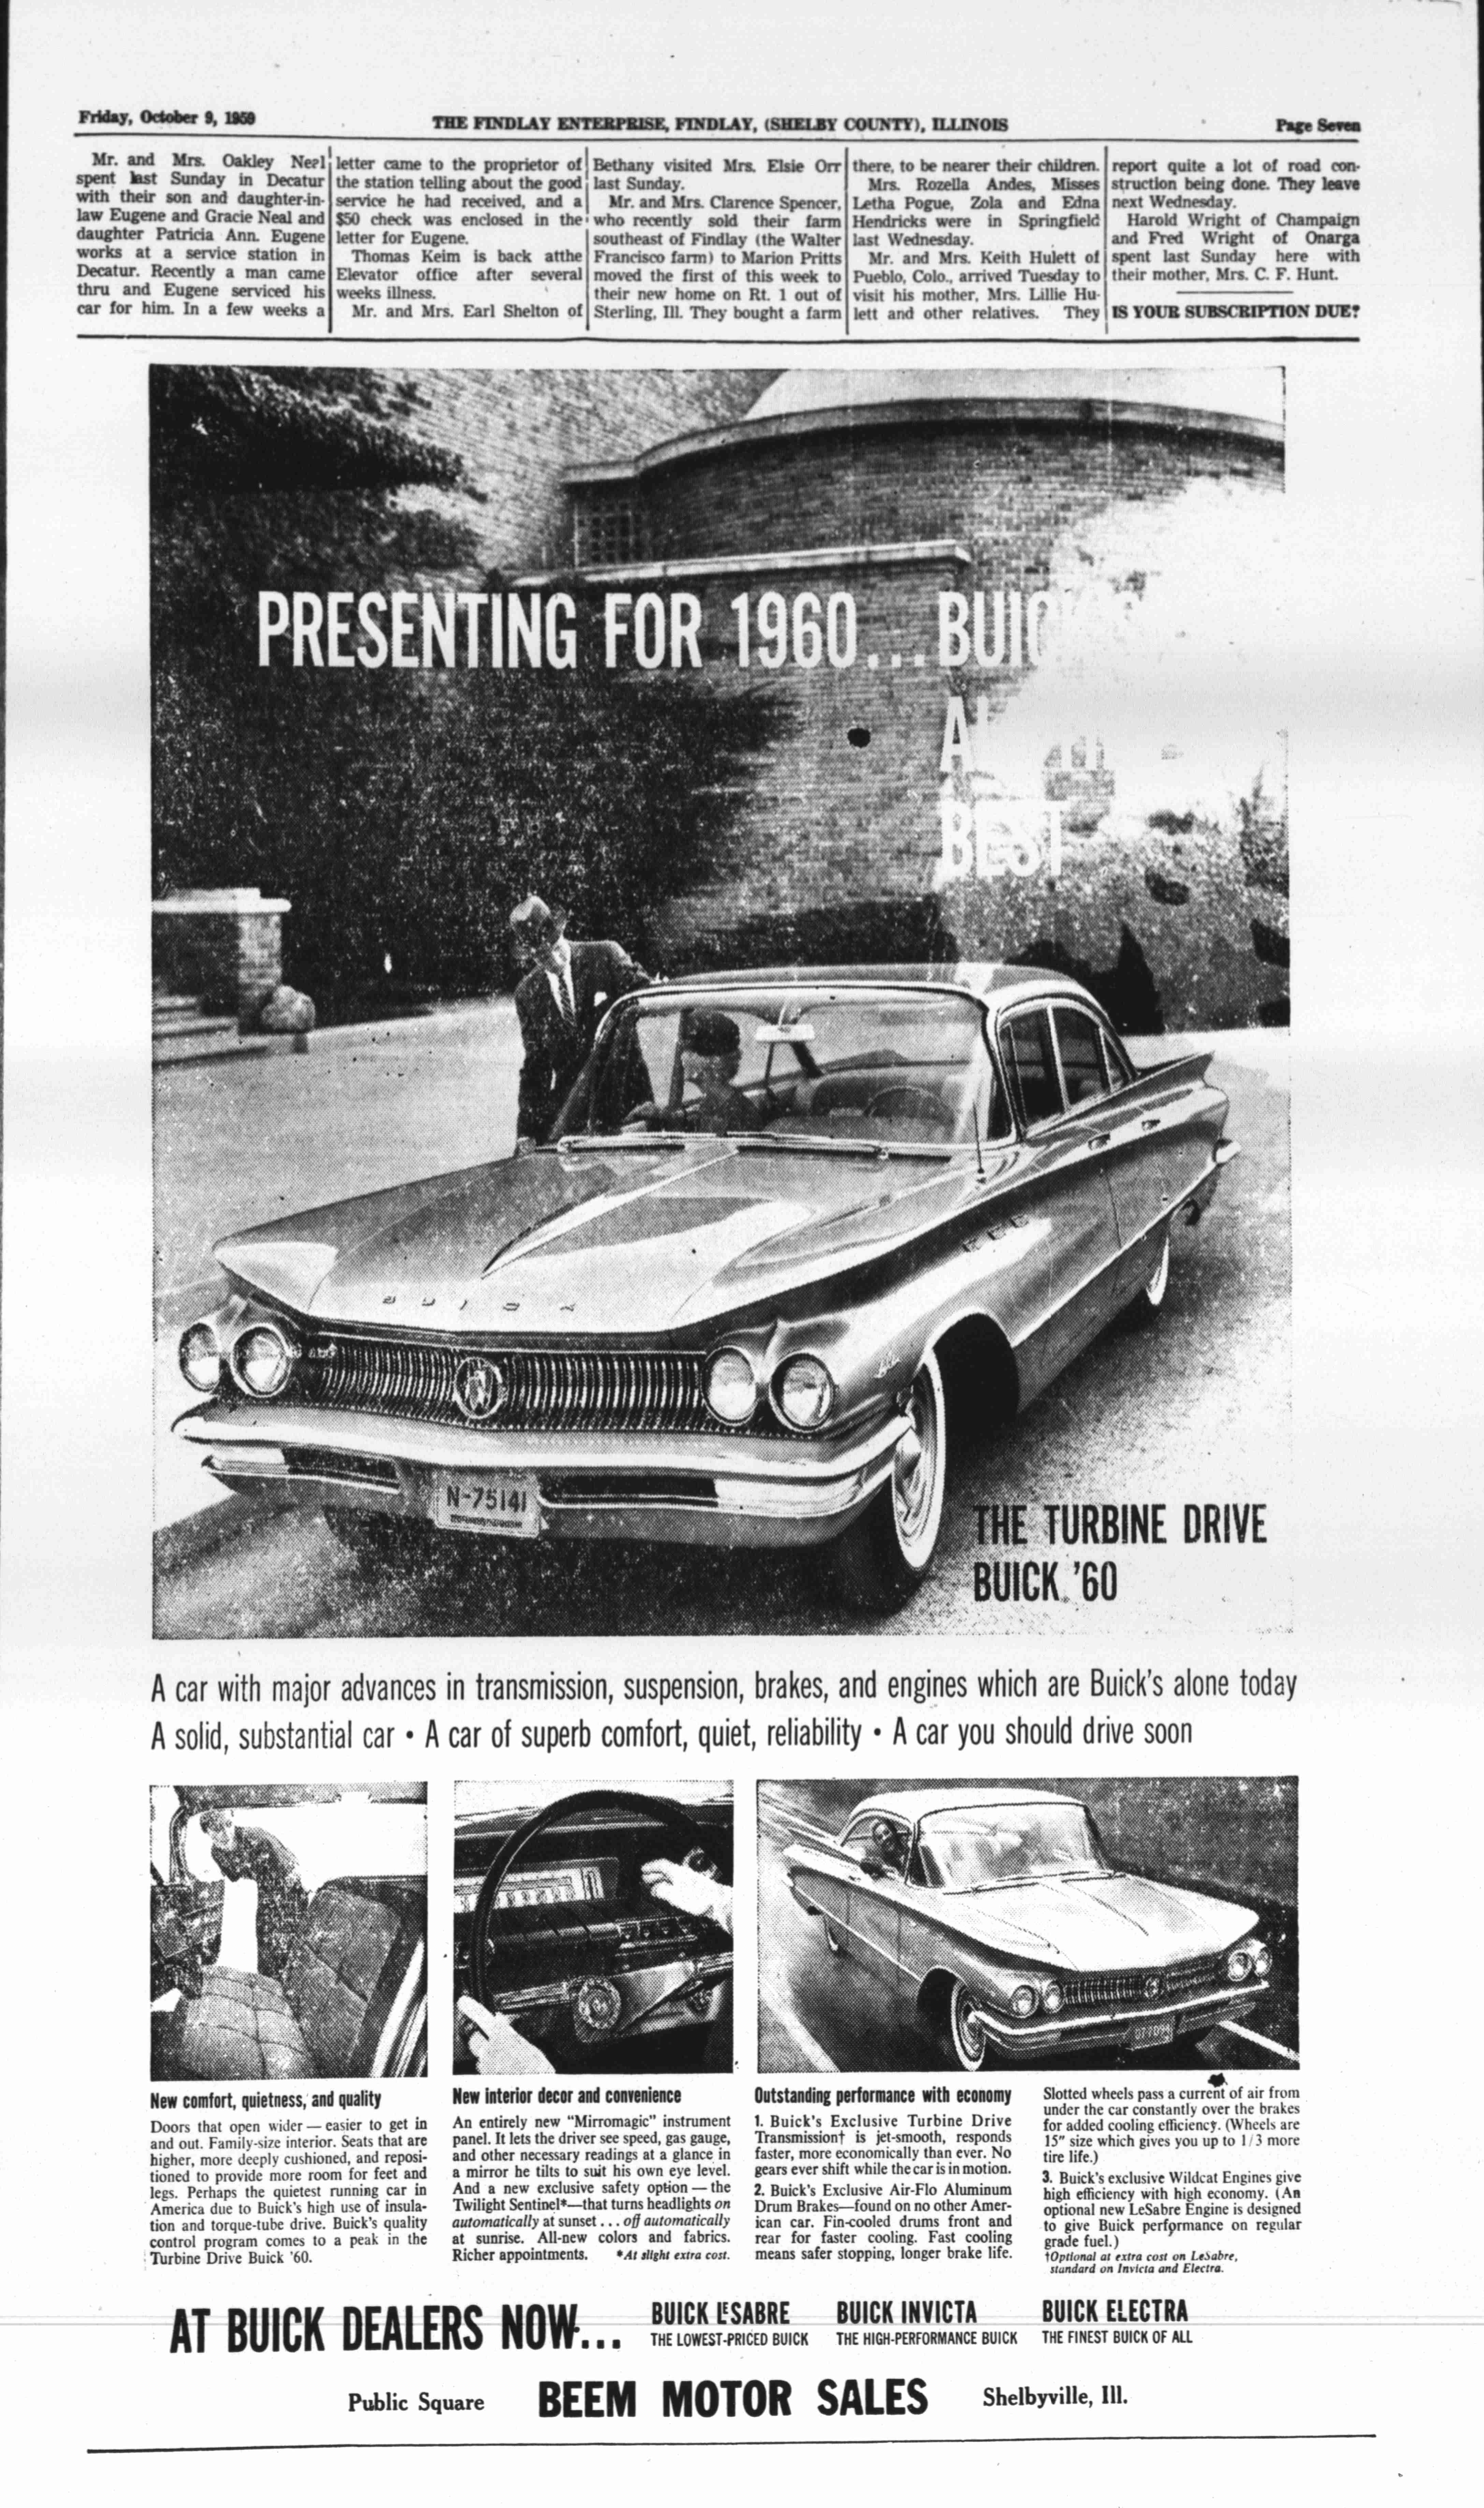 Friday, October 9, 1959
THE FINDLAY ENTERPRISE, FINDLAY, (SHELBY COUNTY), ILLINOIS
Page Seven
Mr. and Mrs. Oakley Neel
spent last Sunday in Decatur
with their son and daughter-in-
law Eugene and Gracie Neal and
daughter Patricia Ann. Eugene
works at a service station in
Decatur. Recently a man came
thru and Eugene serviced his
car for him. In a few weeks a
letter came to the proprietor of
the station telling about the good
service he had received, and a
$50 check was enclosed in the
letter for Eugene.
Thomas Keim is back atthe
Elevator office after several
weeks illness.
Mr. and Mrs. Earl Shelton of
Bethany visited Mrs. Elsie Orr
last Sunday.
Mr. and Mrs. Clarence Spencer,
who recently sold their farm
southeast of Findlay (the Walter
Francisco farm) to Marion Pritts
moved the first of this week to
their new home on Rt. 1 out of
Sterling, Ill. They bought a farm
there, to be nearer their children.
Mrs. Rozella Andes, Misses
Letha Pogue, Zola and Edna
Hendricks were in Springfield
last Wednesday.
Mr. and Mrs. Keith Hulett of
Pueblo, Colo., arrived Tuesday to
visit his mother, Mrs. Lillie Hu-
lett and other relatives. They
report quite a lot of road con-
struction being done. They leave
next Wednesday.
Harold Wright of Champaign
and Fred Wright of Onarga
spent last Sunday here with
their mother, Mrs. C. F. Hunt.
IS YOUR SUBSCRIPTION DUE?
PRESENTING FOR 1960...
BEST
BUICK
N-75141
THE TURBINE DRIVE
BUICK '60
A car with major advances in transmission, suspension, brakes, and engines which are Buick's alone today
A solid, substantial car • A car of superb comfort, quiet, reliability • A car you should drive soon
New comfort, quietness, and quality
Doors that open wider — easier to get in
and out. Family-size interior. Seats that are
higher, more deeply cushioned, and reposi-
tioned to provide more room for feet and
legs. Perhaps the quietest running car in
America due to Buick's high use of insula-
tion and torque-tube drive. Buick's quality
control program comes to a peak in the
Turbine Drive Buick '60.
New interior decor and convenience
An entirely new "Mirromagic" instrument
panel. It lets the driver see speed, gas gauge,
and other necessary readings at a glance in
a mirror he tilts to suit his own eye level.
And a new exclusive safety option — the
Twilight Sentinel*—that turns headlights on
automatically at sunset . . . off automatically
at sunrise. All-new colors and fabrics.
Richer appointments. *At slight extra cost.
Outstanding performance with economy
1. Buick's Exclusive Turbine Drive
Transmission† is jet-smooth, responds
faster, more economically than ever. No
gears ever shift while the car is in motion.
2. Buick's Exclusive Air-Flo Aluminum
Drum Brakes—found on no other Amer-
ican car. Fin-cooled drums front and
rear for faster cooling. Fast cooling
means safer stopping, longer brake life.
Slotted wheels pass a current of air from
under the car constantly over the brakes
for added cooling efficiency. (Wheels are
15" size which gives you up to 1/3 more
tire life.)
3. Buick's exclusive Wildcat Engines give
high efficiency with high economy. (An
optional new LeSabre Engine is designed
to give Buick performance on regular
grade fuel.)
†Optional at extra cost on LeSabre,
standard on Invicta and Electra.
AT BUICK DEALERS NOW...
BUICK LESABRE
THE LOWEST-PRICED BUICK
BUICK INVICTA
THE HIGH-PERFORMANCE BUICK
BUICK ELECTRA
THE FINEST BUICK OF ALL
Public Square
BEEM MOTOR SALES
Shelbyville, Ill.